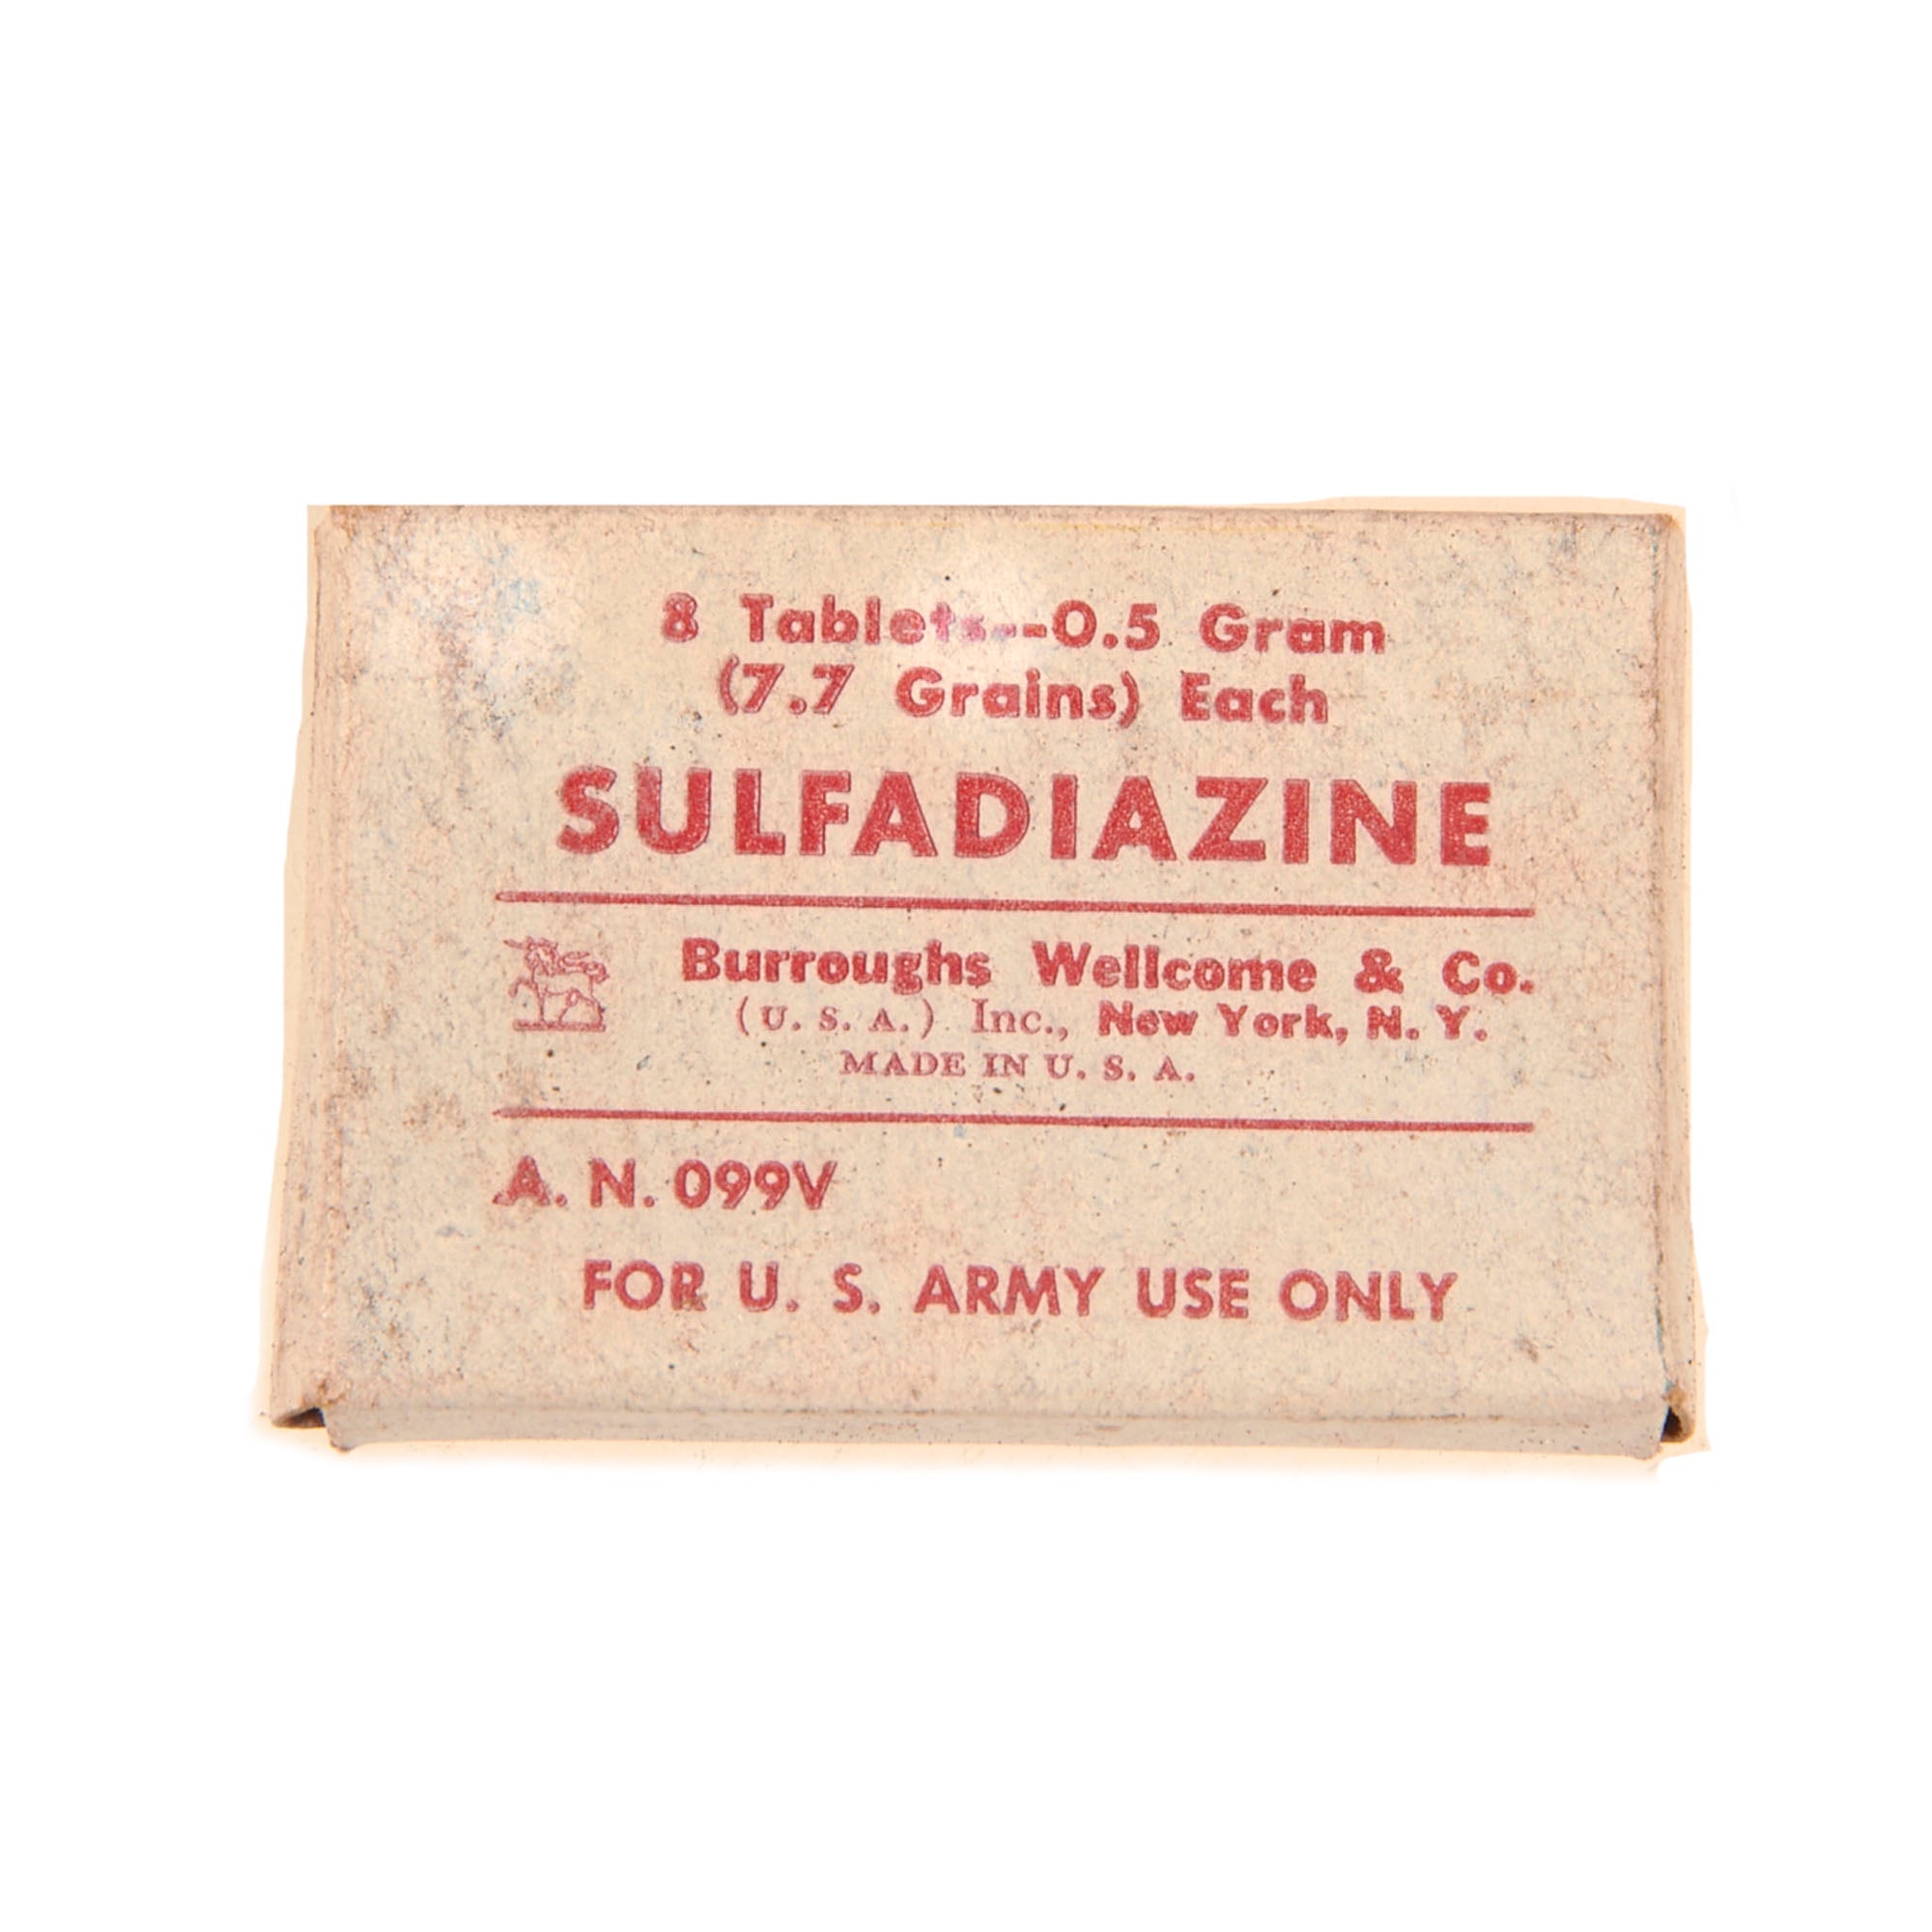 8 Tablets--0.5 Gram
(7.7 Grains) Each
SULFADIAZINE
Burroughs Wellcome & Co.
(U. S. A.) Inc., New York, N. Y.
MADE IN U. S. A.
A. N. 099V
FOR U. S. ARMY USE ONLY